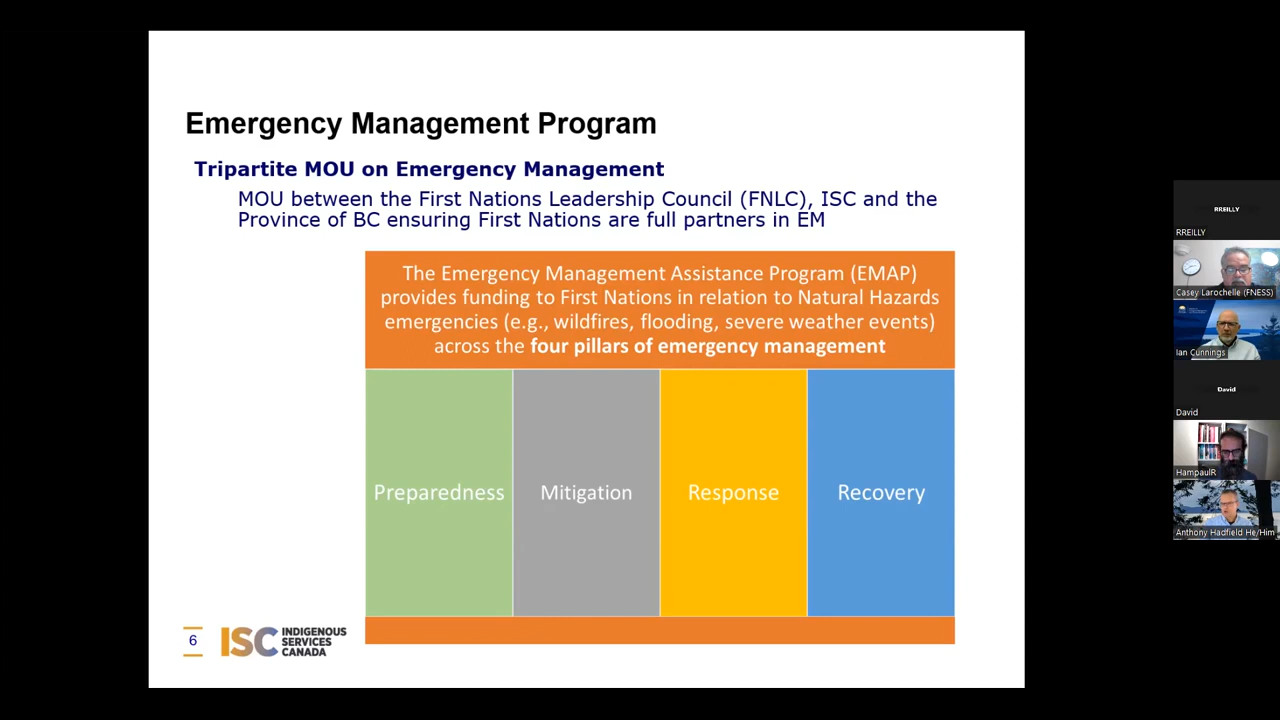 Emergency Management Program
Tripartite MOU on Emergency Management
MOU between the First Nations Leadership Council (FNLC), ISC and the
Province of BC ensuring First Nations are full partners in EM
The Emergency Management Assistance Program (EMAP)
provides funding to First Nations in relation to Natural Hazards
emergencies (e.g., wildfires, flooding, severe weather events)
across the four pillars of emergency management
Preparedness
Mitigation
Response
Recovery
6
ISC
INDIGENOUS
SERVICES
CANADA
RREILLY
RREILLY
Casey Larochelle (FNESS)
Ian Cunnings
David
David
HampaulR
Anthony Hadfield He/Him